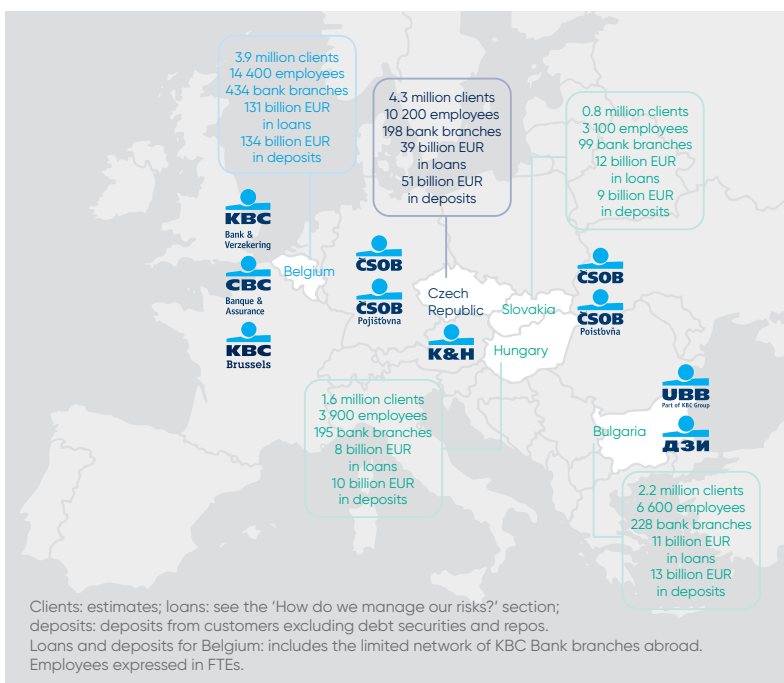 3.9 million clients
14 400 employees
434 bank branches
131 billion EUR
in loans
134 billion EUR
in deposits
4.3 million clients
10 200 employees
198 bank branches
39 billion EUR
in loans
51 billion EUR
in deposits
0.8 million clients
3 100 employees
99 bank branches
12 billion EUR
in loans
9 billion EUR
in deposits
KBC
Bank &
Verzekering
CBC
Banque &
Assurance
KBC
Brussels
Belgium
ČSOB
ČSOB
Pojišťovna
Czech
Republic
Slovakia
ČSOB
ČSOB
Poisťovňa
K&H
Hungary
UBB
Part of KBC Group
Bulgaria
ДЗИ
1.6 million clients
3 900 employees
195 bank branches
8 billion EUR
in loans
10 billion EUR
in deposits
2.2 million clients
6 600 employees
228 bank branches
11 billion EUR
in loans
13 billion EUR
in deposits
Clients: estimates; loans: see the ‘How do we manage our risks?’ section;
deposits: deposits from customers excluding debt securities and repos.
Loans and deposits for Belgium: includes the limited network of KBC Bank branches abroad.
Employees expressed in FTEs.